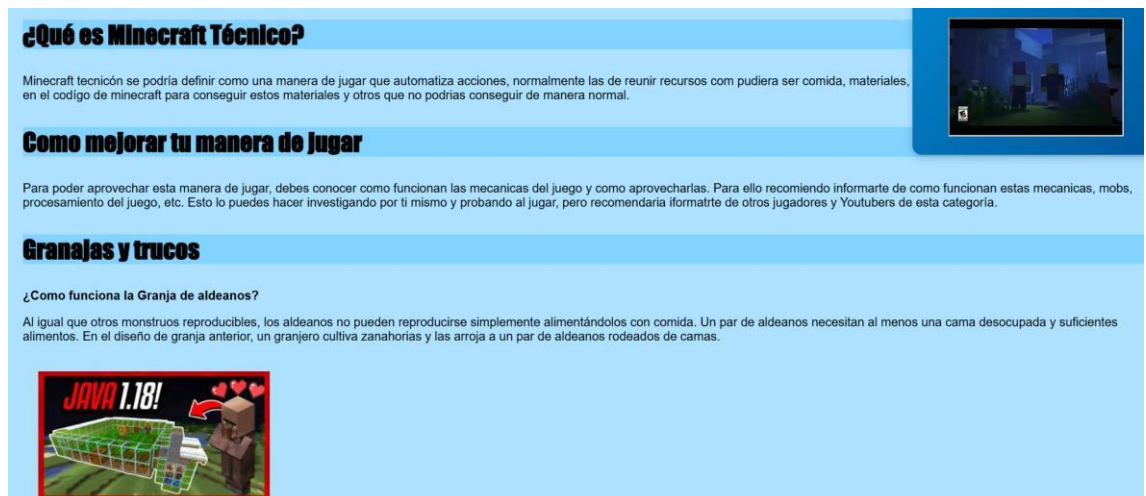 ¿Qué es Minecraft Técnico?
Minecraft tecnicón se podría definir como una manera de jugar que automatiza acciones, normalmente las de reunir recursos com pudiera ser comida, materiales,
en el codígo de minecraft para conseguir estos materiales y otros que no podrias conseguir de manera normal.
Como mejorar tu manera de jugar
Para poder aprovechar esta manera de jugar, debes conocer como funcionan las mecanicas del juego y como aprovecharlas. Para ello recomiendo informarte de como funcionan estas mecanicas, mobs,
procesamiento del juego, etc. Esto lo puedes hacer investigando por ti mismo y probando al jugar, pero recomendaria iformatrte de otros jugadores y Youtubers de esta categoría.
Granajas y trucos
¿Como funciona la Granja de aldeanos?
Al igual que otros monstruos reproducibles, los aldeanos no pueden reproducirse simplemente alimentándolos con comida. Un par de aldeanos necesitan al menos una cama desocupada y suficientes
alimentos. En el diseño de granja anterior, un granjero cultiva zanahorias y las arroja a un par de aldeanos rodeados de camas.
JAVA 1.18!